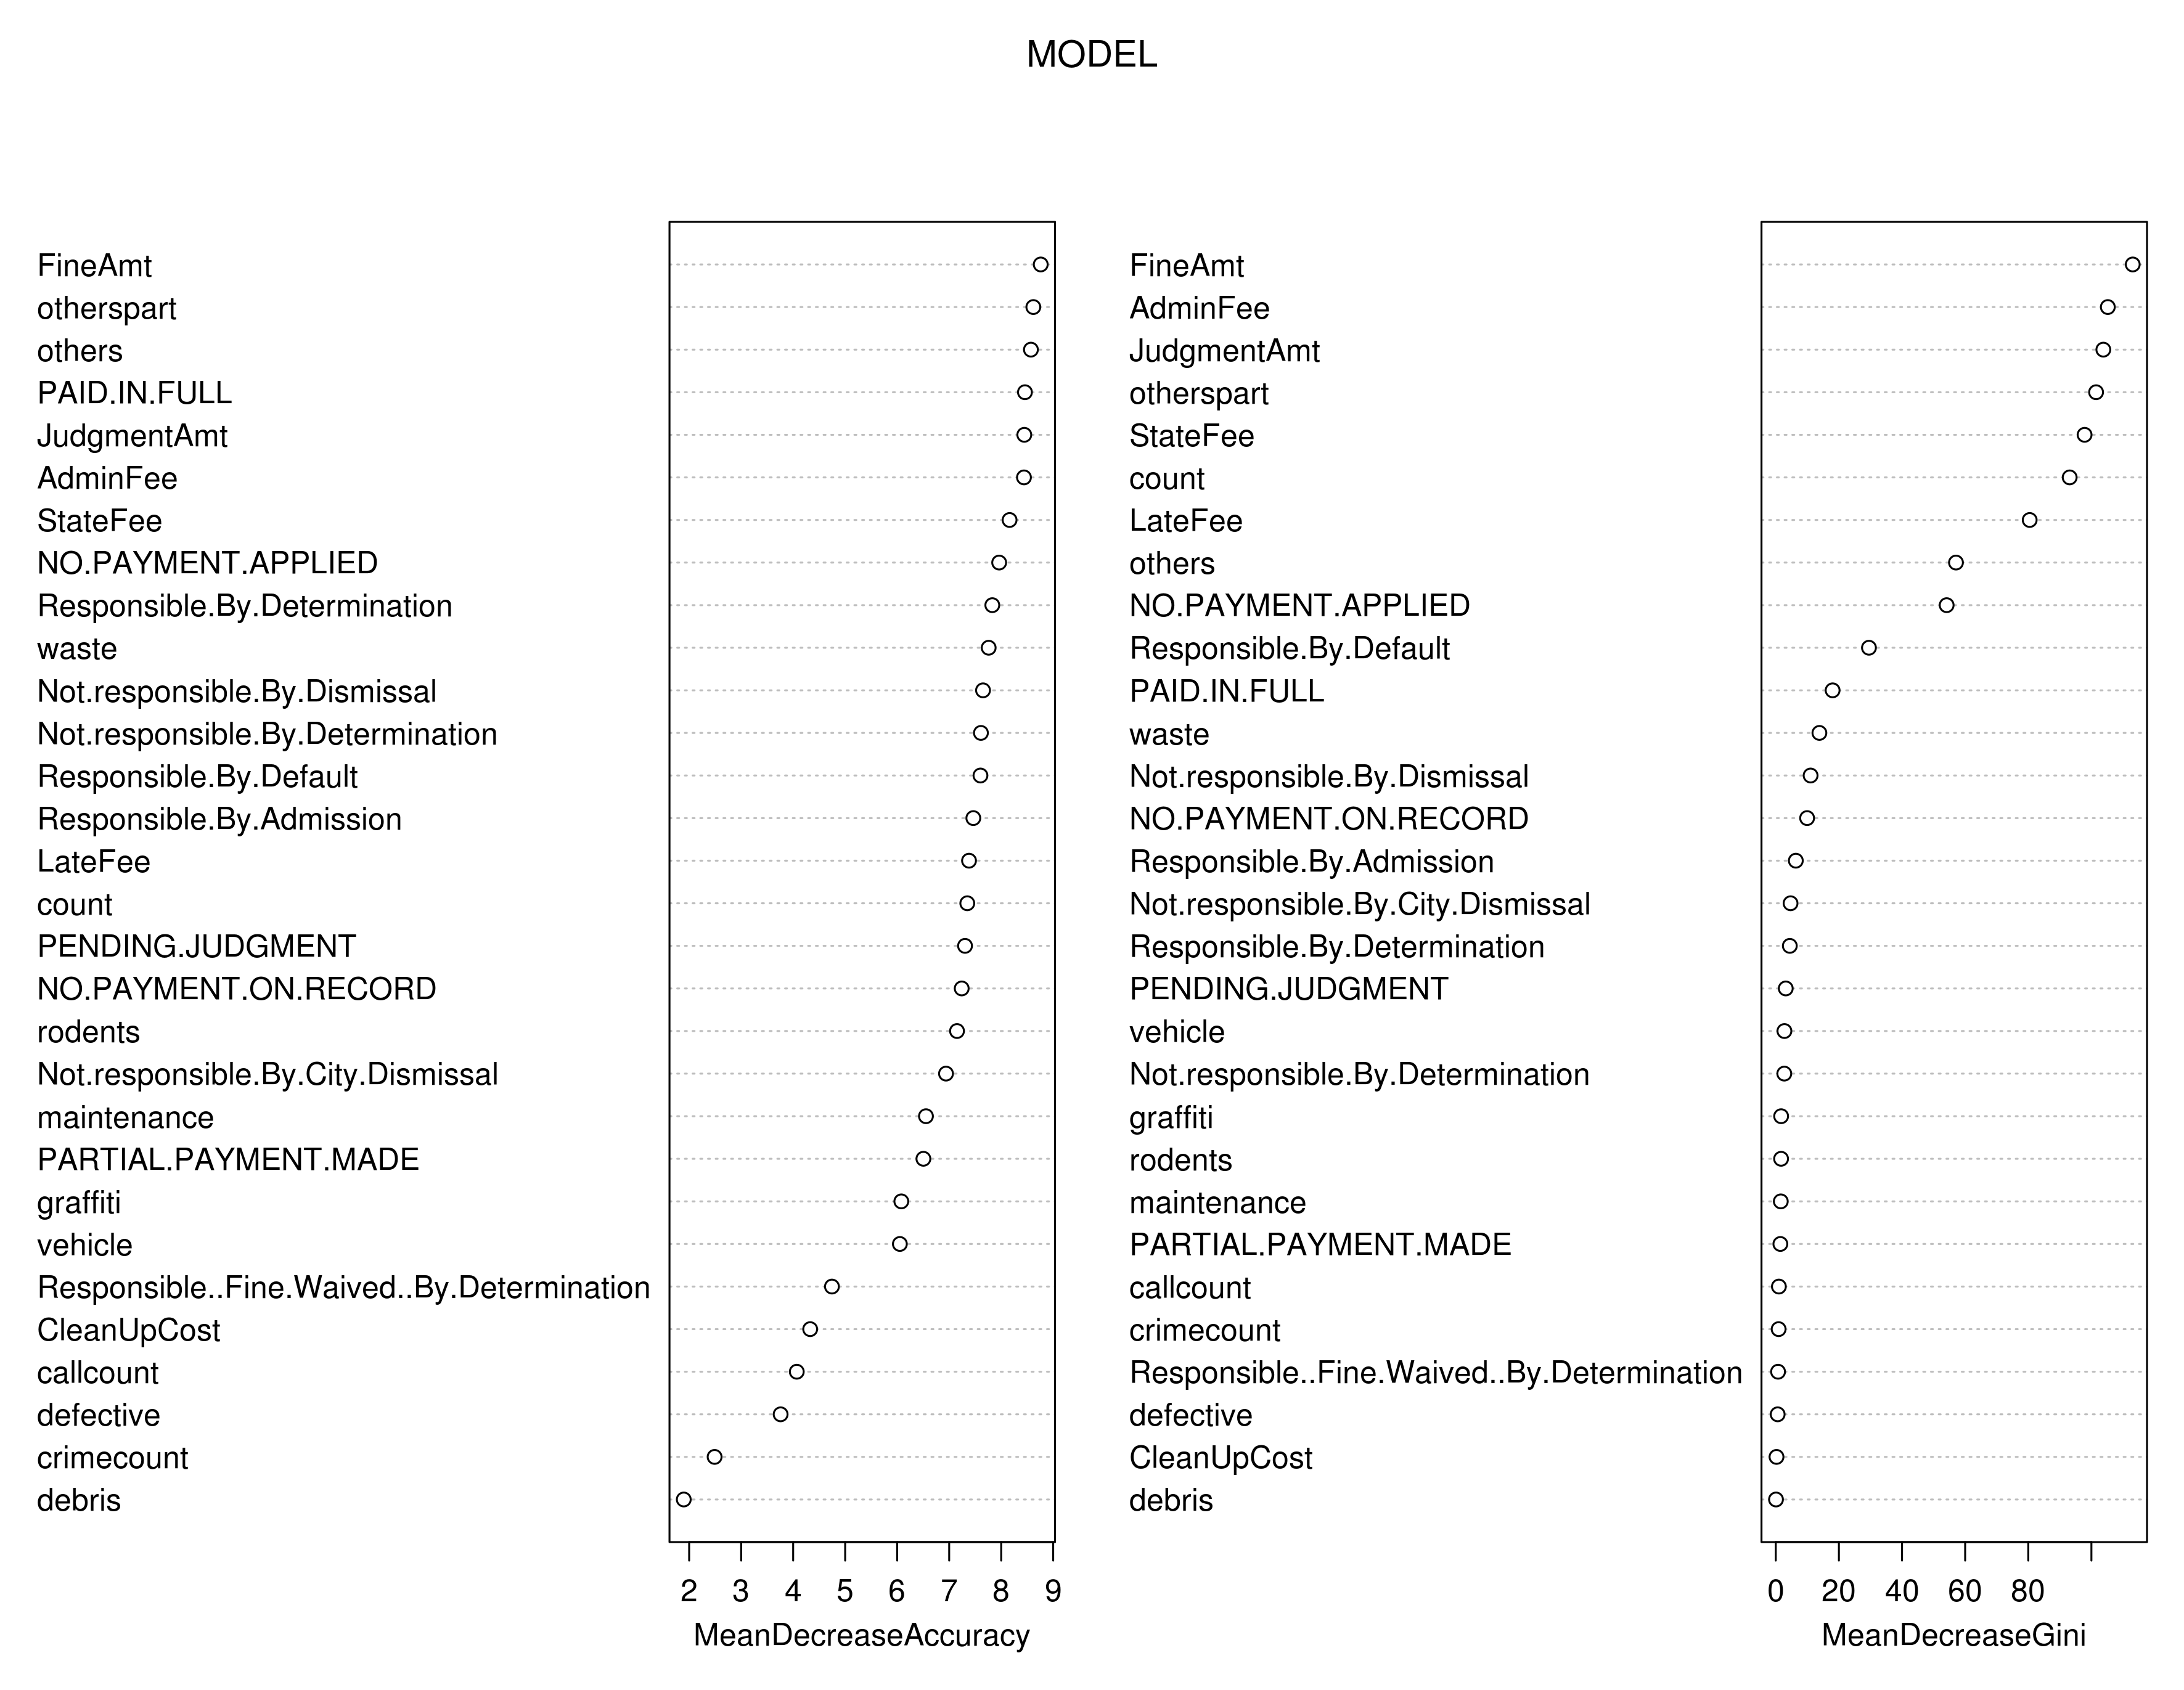 MODEL
FineAmt
otherspart
others
PAID.IN.FULL
JudgmentAmt
AdminFee
StateFee
NO.PAYMENT.APPLIED
Responsible.By.Determination
waste
Not.responsible.By.Dismissal
Not.responsible.By.Determination
Responsible.By.Default
Responsible.By.Admission
LateFee
count
PENDING.JUDGMENT
NO.PAYMENT.ON.RECORD
rodents
Not.responsible.By.City.Dismissal
maintenance
PARTIAL.PAYMENT.MADE
graffiti
vehicle
Responsible..Fine.Waived..By.Determination
CleanUpCost
callcount
defective
crimecount
debris
2 3 4 5 6 7 8 9
MeanDecreaseAccuracy
FineAmt
AdminFee
JudgmentAmt
otherspart
StateFee
count
LateFee
others
NO.PAYMENT.APPLIED
Responsible.By.Default
PAID.IN.FULL
waste
Not.responsible.By.Dismissal
NO.PAYMENT.ON.RECORD
Responsible.By.Admission
Not.responsible.By.City.Dismissal
Responsible.By.Determination
PENDING.JUDGMENT
vehicle
Not.responsible.By.Determination
graffiti
rodents
maintenance
PARTIAL.PAYMENT.MADE
callcount
crimecount
Responsible..Fine.Waived..By.Determination
defective
CleanUpCost
debris
0 20 40 60 80
MeanDecreaseGini